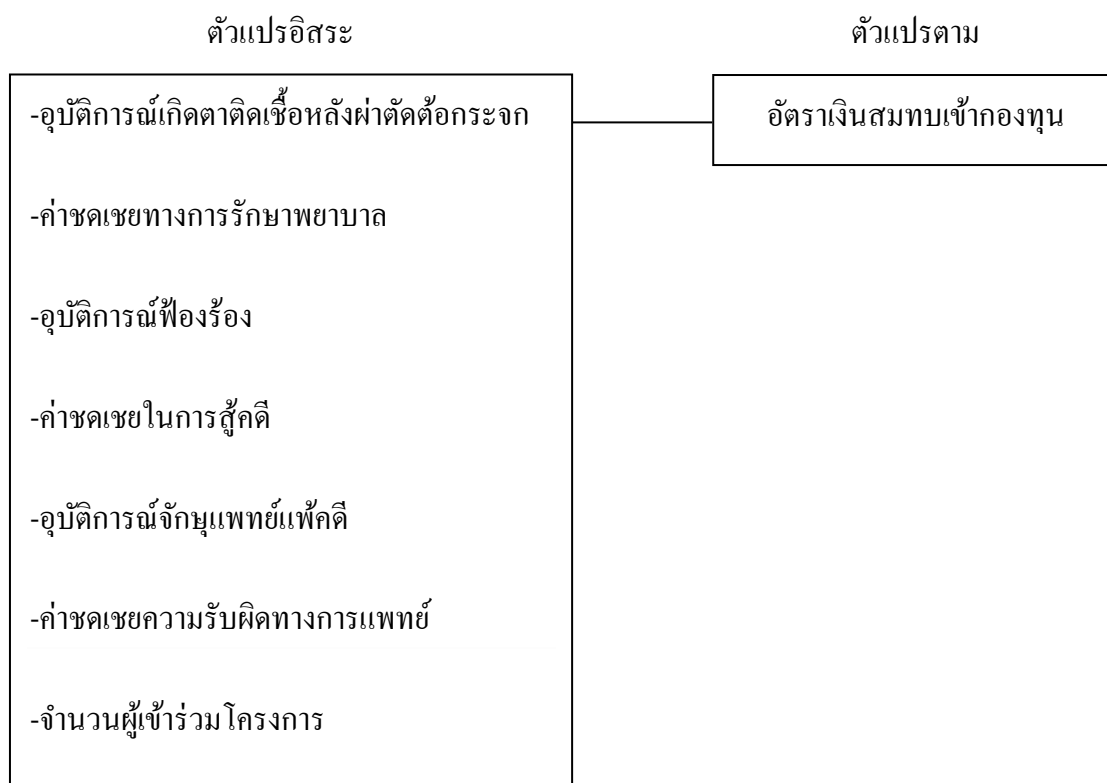 ตัวแปรอิสระ
ตัวแปรตาม
-อุบัติการณ์เกิดตาติดเชื้อหลังผ่าตัดต้อกระจก
อัตราเงินสมทบเข้ากองทุน
-ค่าชดเชยทางการรักษาพยาบาล
-อุบัติการณ์ฟ้องร้อง
-ค่าชดเชยในการสู้คดี
-อุบัติการณ์จักษุแพทย์แพ้คดี
-ค่าชดเชยความรับผิดทางการแพทย์
-จำนวนผู้เข้าร่วมโครงการ